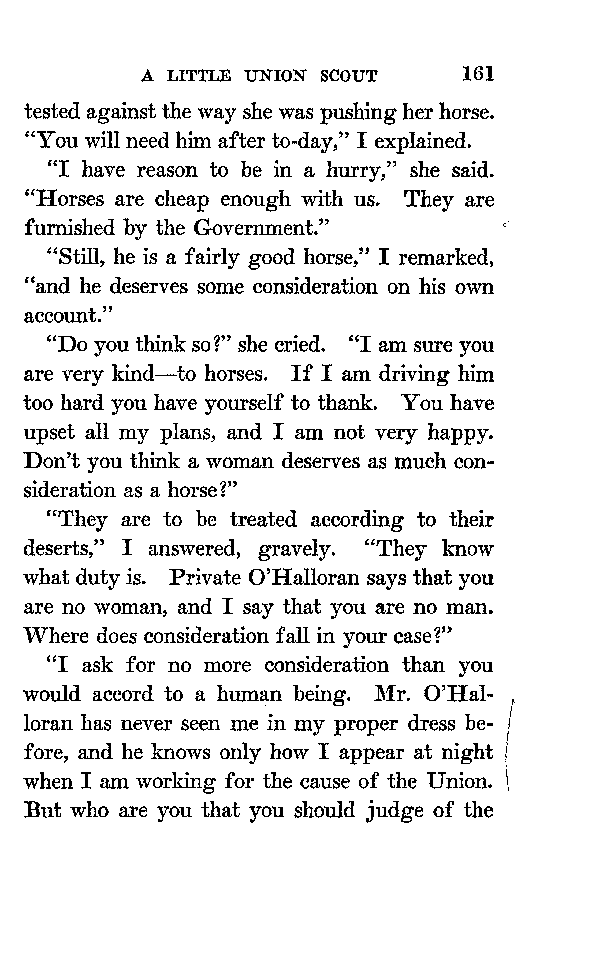 A LITTLE UNION SCOUT 161
tested against the way she was pushing her horse.
“You will need him after to-day,” I explained.
“I have reason to be in a hurry,” she said.
“Horses are cheap enough with us. They are
furnished by the Government.”
“Still, he is a fairly good horse,” I remarked,
“and he deserves some consideration on his own
account.”
“Do you think so?” she cried. “I am sure you
are very kind—to horses. If I am driving him
too hard you have yourself to thank. You have
upset all my plans, and I am not very happy.
Don’t you think a woman deserves as much con-
sideration as a horse?”
“They are to be treated according to their
deserts,” I answered, gravely. “They know
what duty is. Private O’Halloran says that you
are no woman, and I say that you are no man.
Where does consideration fall in your case?”
“I ask for no more consideration than you
would accord to a human being. Mr. O’Hal-
loran has never seen me in my proper dress be-
fore, and he knows only how I appear at night
when I am working for the cause of the Union.
But who are you that you should judge of the